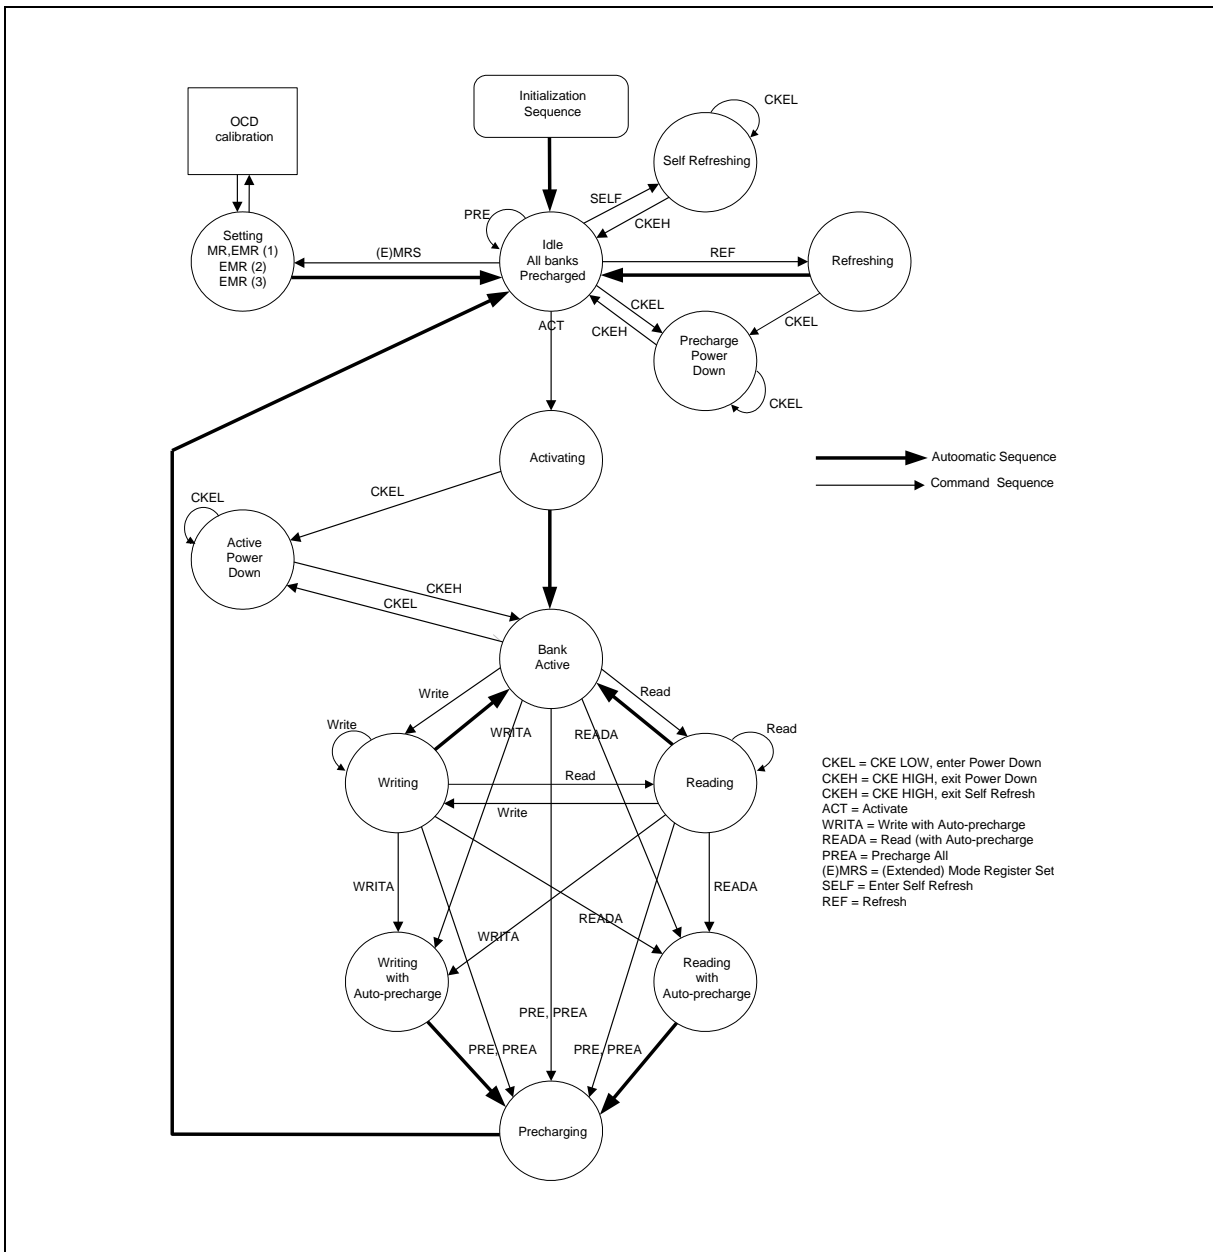 Initialization
Sequence
CKEL
OCD
calibration
Self Refreshing
SELF
PRE
CKEH
Setting
MR,EMR (1)
EMR (2)
EMR (3)
(E)MRS
Idle
All banks
Precharged
REF
Refreshing
CKEL
CKEH
ACT
CKEL
Precharge
Power
Down
CKEL
Activating
Autoomatic Sequence
Command Sequence
CKEL
CKEL
Active
Power
Down
CKEH
CKEL
Bank
Active
Write
Read
Write
WRITA
READA
Read
Writing
Read
Reading
Write
CKEL = CKE LOW, enter Power Down
CKEH = CKE HIGH, exit Power Down
CKEH = CKE HIGH, exit Self Refresh
ACT = Activate
WRITA = Write with Auto-precharge
READA = Read (with Auto-precharge
PREA = Precharge All
(E)MRS = (Extended) Mode Register Set
SELF = Enter Self Refresh
REF = Refresh
WRITA
READA
READA
WRITA
Writing
with
Auto-precharge
Reading
with
Auto-precharge
PRE, PREA
PRE, PREA
PRE, PREA
Precharging